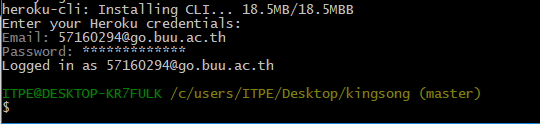 heroku-cli: Installing CLI... 18.5MB/18.5MBB
Enter your Heroku credentials:
Email: 57160294@go.buu.ac.th
Password: *************
Logged in as 57160294@go.buu.ac.th
ITPE@DESKTOP-KR7FULK /c/users/ITPE/Desktop/kingsong (master)
$